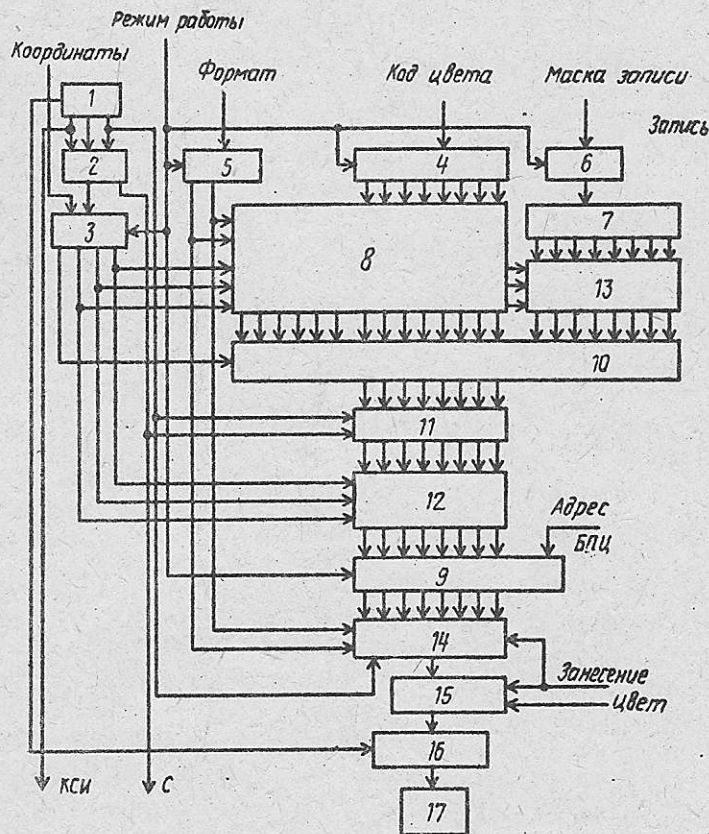 Режим работы
Координаты
Формат
Код цвета
Маска записи
Запись
1
2
5
4
6
3
7
8
13
10
11
12
Адрес
БПЦ
9
14
Занесение
цвет
15
16
КСИ
С
17